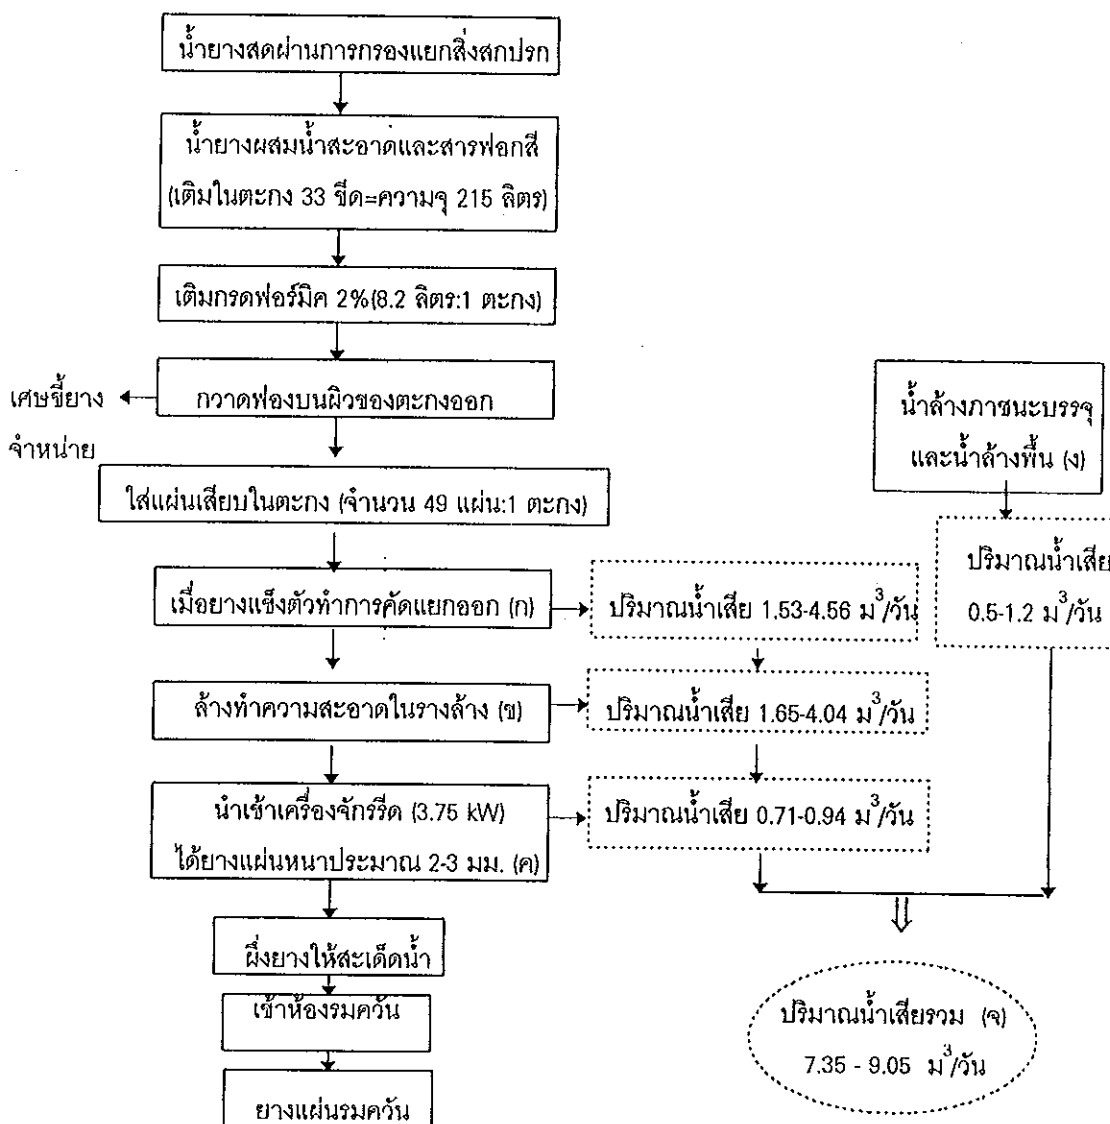 น้ำยางสดผ่านการกรองแยกสิ่งสกปรก
น้ำยางผสมน้ำสะอาดและสารฟอกสี
(เติมในตะกง 33 ขีด=ความจุ 215 ลิตร)
เติมกรดฟอร์มิค 2%(8.2 ลิตร:1 ตะกง)
กวาดฟองบนผิวของตะกงออก
เศษขี้ยาง
จำหน่าย
ใส่แผ่นเสียบในตะกง (จำนวน 49 แผ่น:1 ตะกง)
เมื่อยางแข็งตัวทำการคัดแยกออก (ก)
ปริมาณน้ำเสีย 1.53-4.56 ม³/วัน
ล้างทำความสะอาดในรางล้าง (ข)
ปริมาณน้ำเสีย 1.65-4.04 ม³/วัน
นำเข้าเครื่องจักรรีด (3.75 kW)
ได้ยางแผ่นหนาประมาณ 2-3 มม. (ค)
ปริมาณน้ำเสีย 0.71-0.94 ม³/วัน
น้ำล้างภาชนะบรรจุ
และน้ำล้างพื้น (ง)
ปริมาณน้ำเสีย
0.5-1.2 ม³/วัน
ผึ่งยางให้สะเด็ดน้ำ
เข้าห้องรมควัน
ยางแผ่นรมควัน
ปริมาณน้ำเสียรวม (จ)
7.35 - 9.05 ม³/วัน